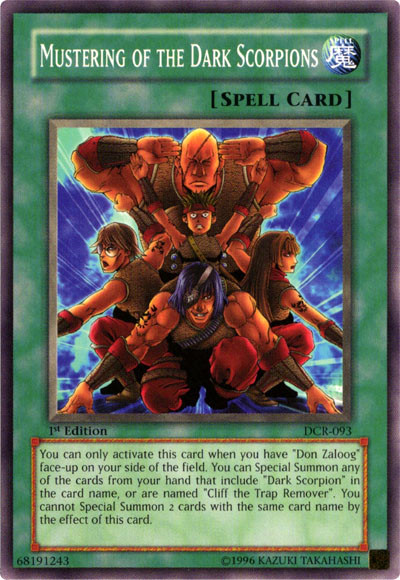 MUSTERING OF THE DARK SCORPIONS
SPELL
魔
[SPELL CARD]
1st Edition
DCR-093
You can only activate this card when you have "Don Zaloog"
face-up on your side of the field. You can Special Summon any
of the cards from your hand that include "Dark Scorpion" in
the card name, or are named "Cliff the Trap Remover". You
cannot Special Summon 2 cards with the same card name by
the effect of this card.
68191243
©1996 KAZUKI TAKAHASHI